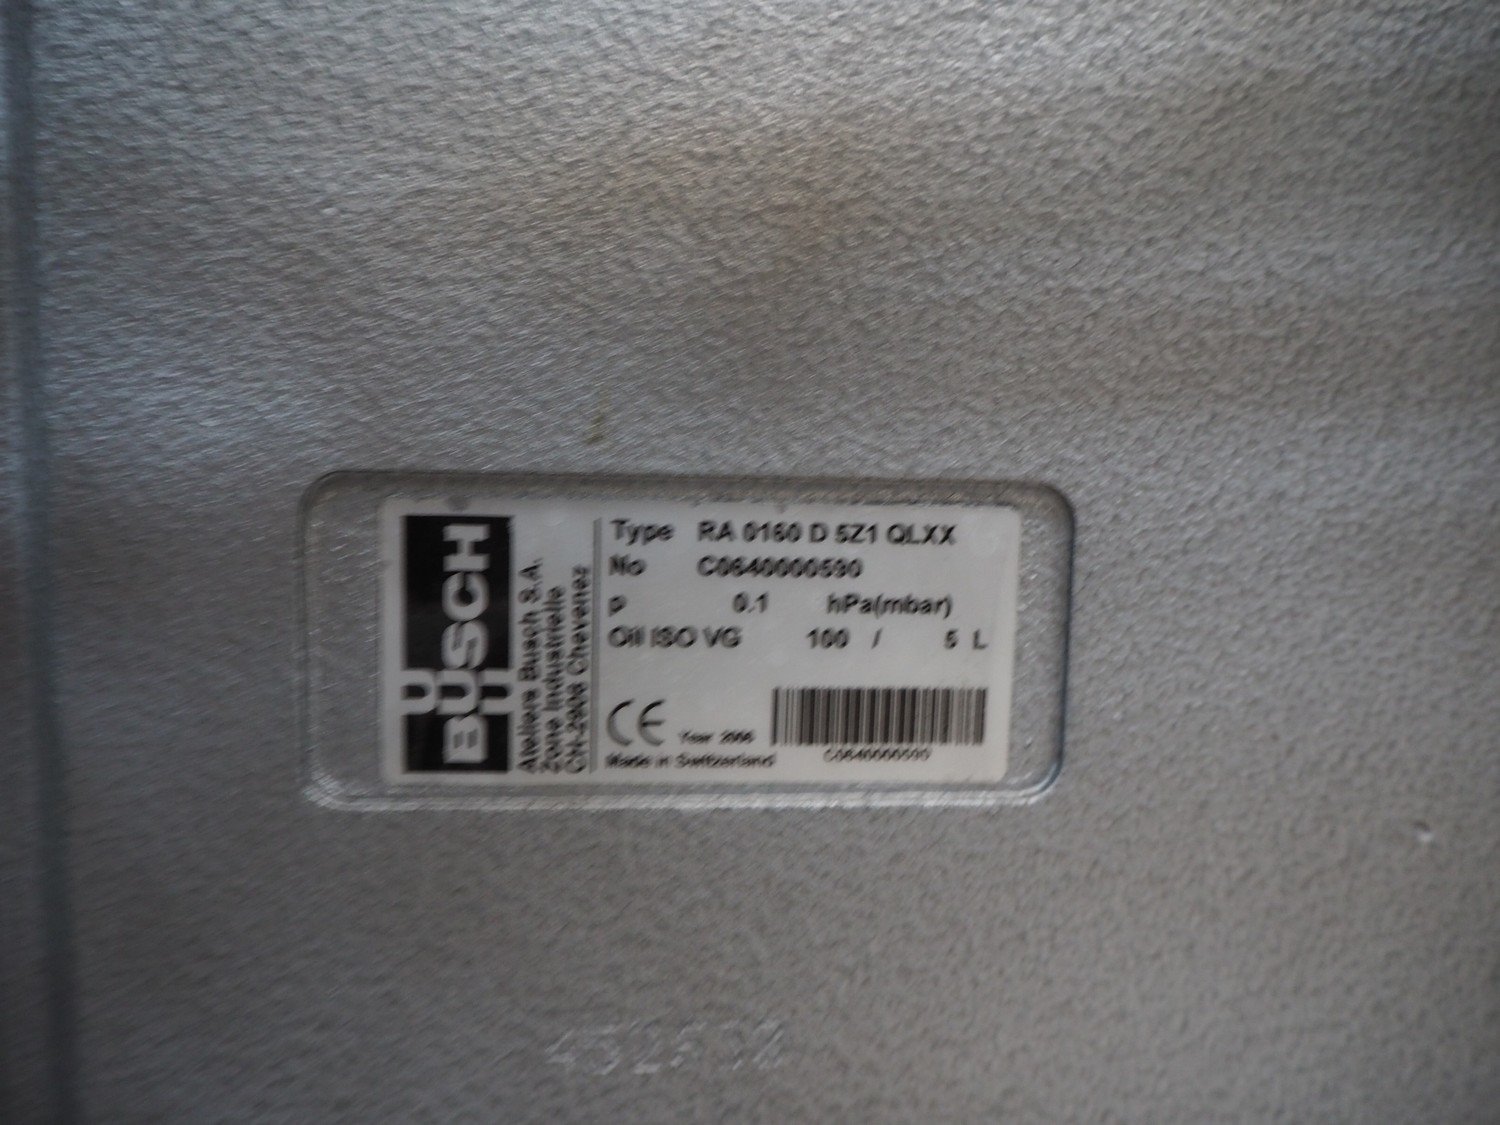 BUSCH
Ateliers Busch S.A.
Zone Industrielle
CH-2906 Chevenez
Type RA 0160 D 5Z1 QLXX
No C0640000590
p 0.1 hPa(mbar)
Oil ISO VG 100 / 5 L
CE Year 2006
Made in Switzerland
C0640000590